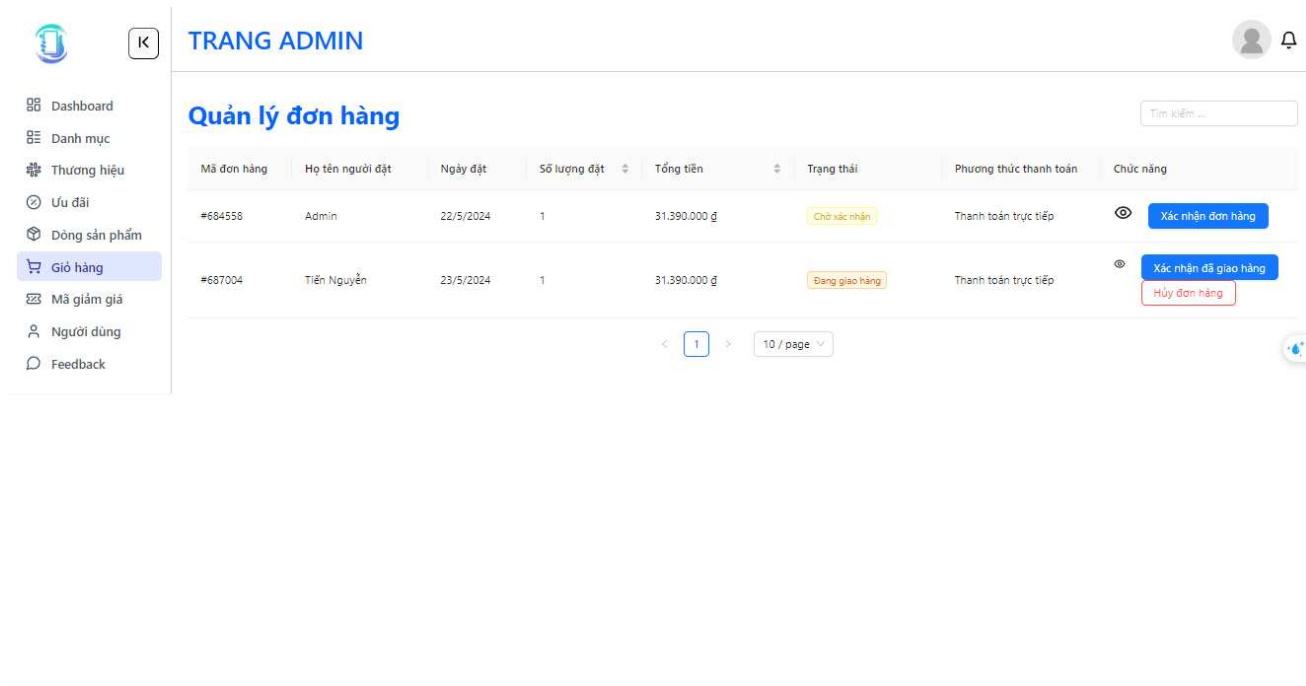 TRANG ADMIN
Dashboard
Danh mục
Thương hiệu
Ưu đãi
Dòng sản phẩm
Giỏ hàng
Mã giảm giá
Người dùng
Feedback
Quản lý đơn hàng
Tìm kiếm ...
Mã đơn hàng Họ tên người đặt Ngày đặt Số lượng đặt Tổng tiền Trạng thái Phương thức thanh toán Chức năng
#684558 Admin 22/5/2024 1 31.390.000 ₫ Chờ xác nhận Thanh toán trực tiếp Xác nhận đơn hàng
#687004 Tiến Nguyễn 23/5/2024 1 31.390.000 ₫ Đang giao hàng Thanh toán trực tiếp Xác nhận đã giao hàng
Hủy đơn hàng
< 1 > 10 / page